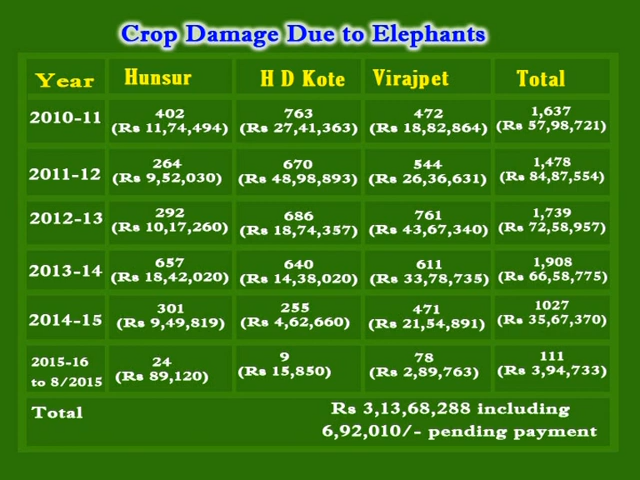 Crop Damage Due to Elephants
Year Hunsur H D Kote Virajpet Total
2010-11 402 763 472 1,637
(Rs 11,74,494) (Rs 27,41,363) (Rs 18,82,864) (Rs 57,98,721)
2011-12 264 670 544 1,478
(Rs 9,52,030) (Rs 48,98,893) (Rs 26,36,631) (Rs 84,87,554)
2012-13 292 686 761 1,739
(Rs 10,17,260) (Rs 18,74,357) (Rs 43,67,340) (Rs 72,58,957)
2013-14 657 640 611 1,908
(Rs 18,42,020) (Rs 14,38,020) (Rs 33,78,735) (Rs 66,58,775)
2014-15 301 255 471 1027
(Rs 9,49,819) (Rs 4,62,660) (Rs 21,54,891) (Rs 35,67,370)
2015-16 24 9 78 111
to 8/2015 (Rs 89,120) (Rs 15,850) (Rs 2,89,763) (Rs 3,94,733)
Total Rs 3,13,68,288 including
6,92,010/- pending payment